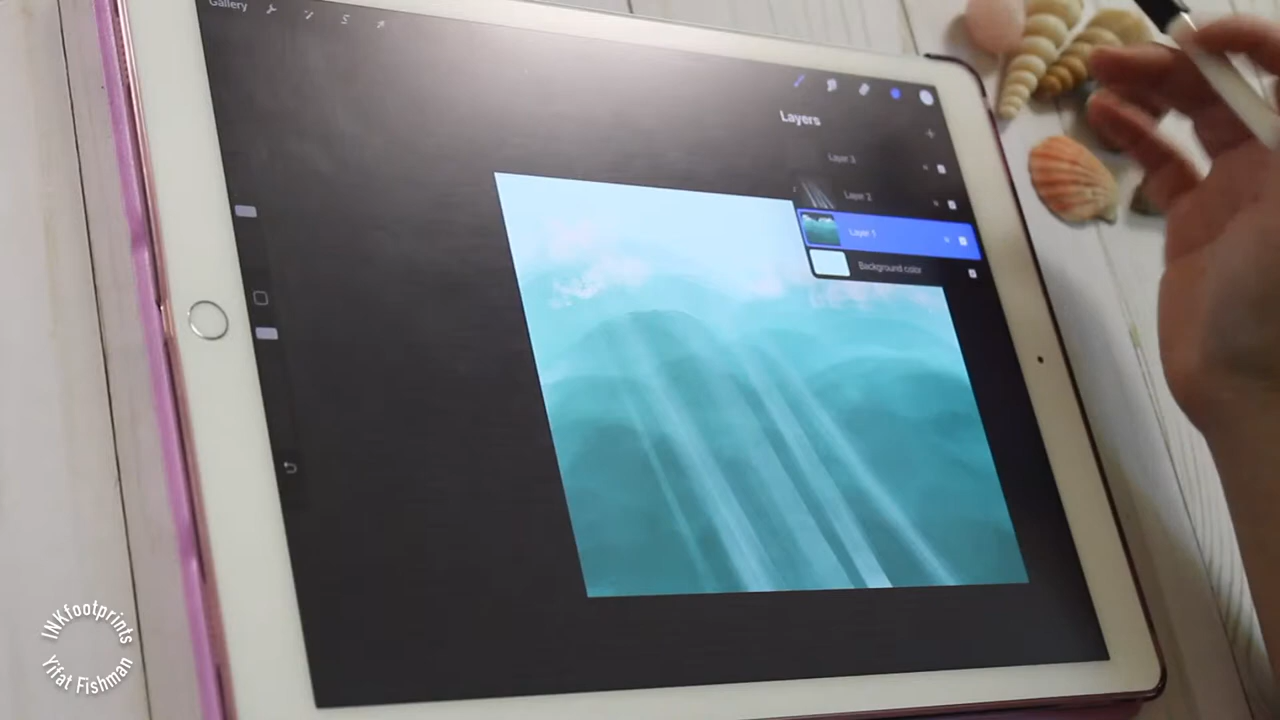 Gallery
Layers
Layer 3
Layer 2
Layer 1
Background color
INKfootprints
Yifat Fishman